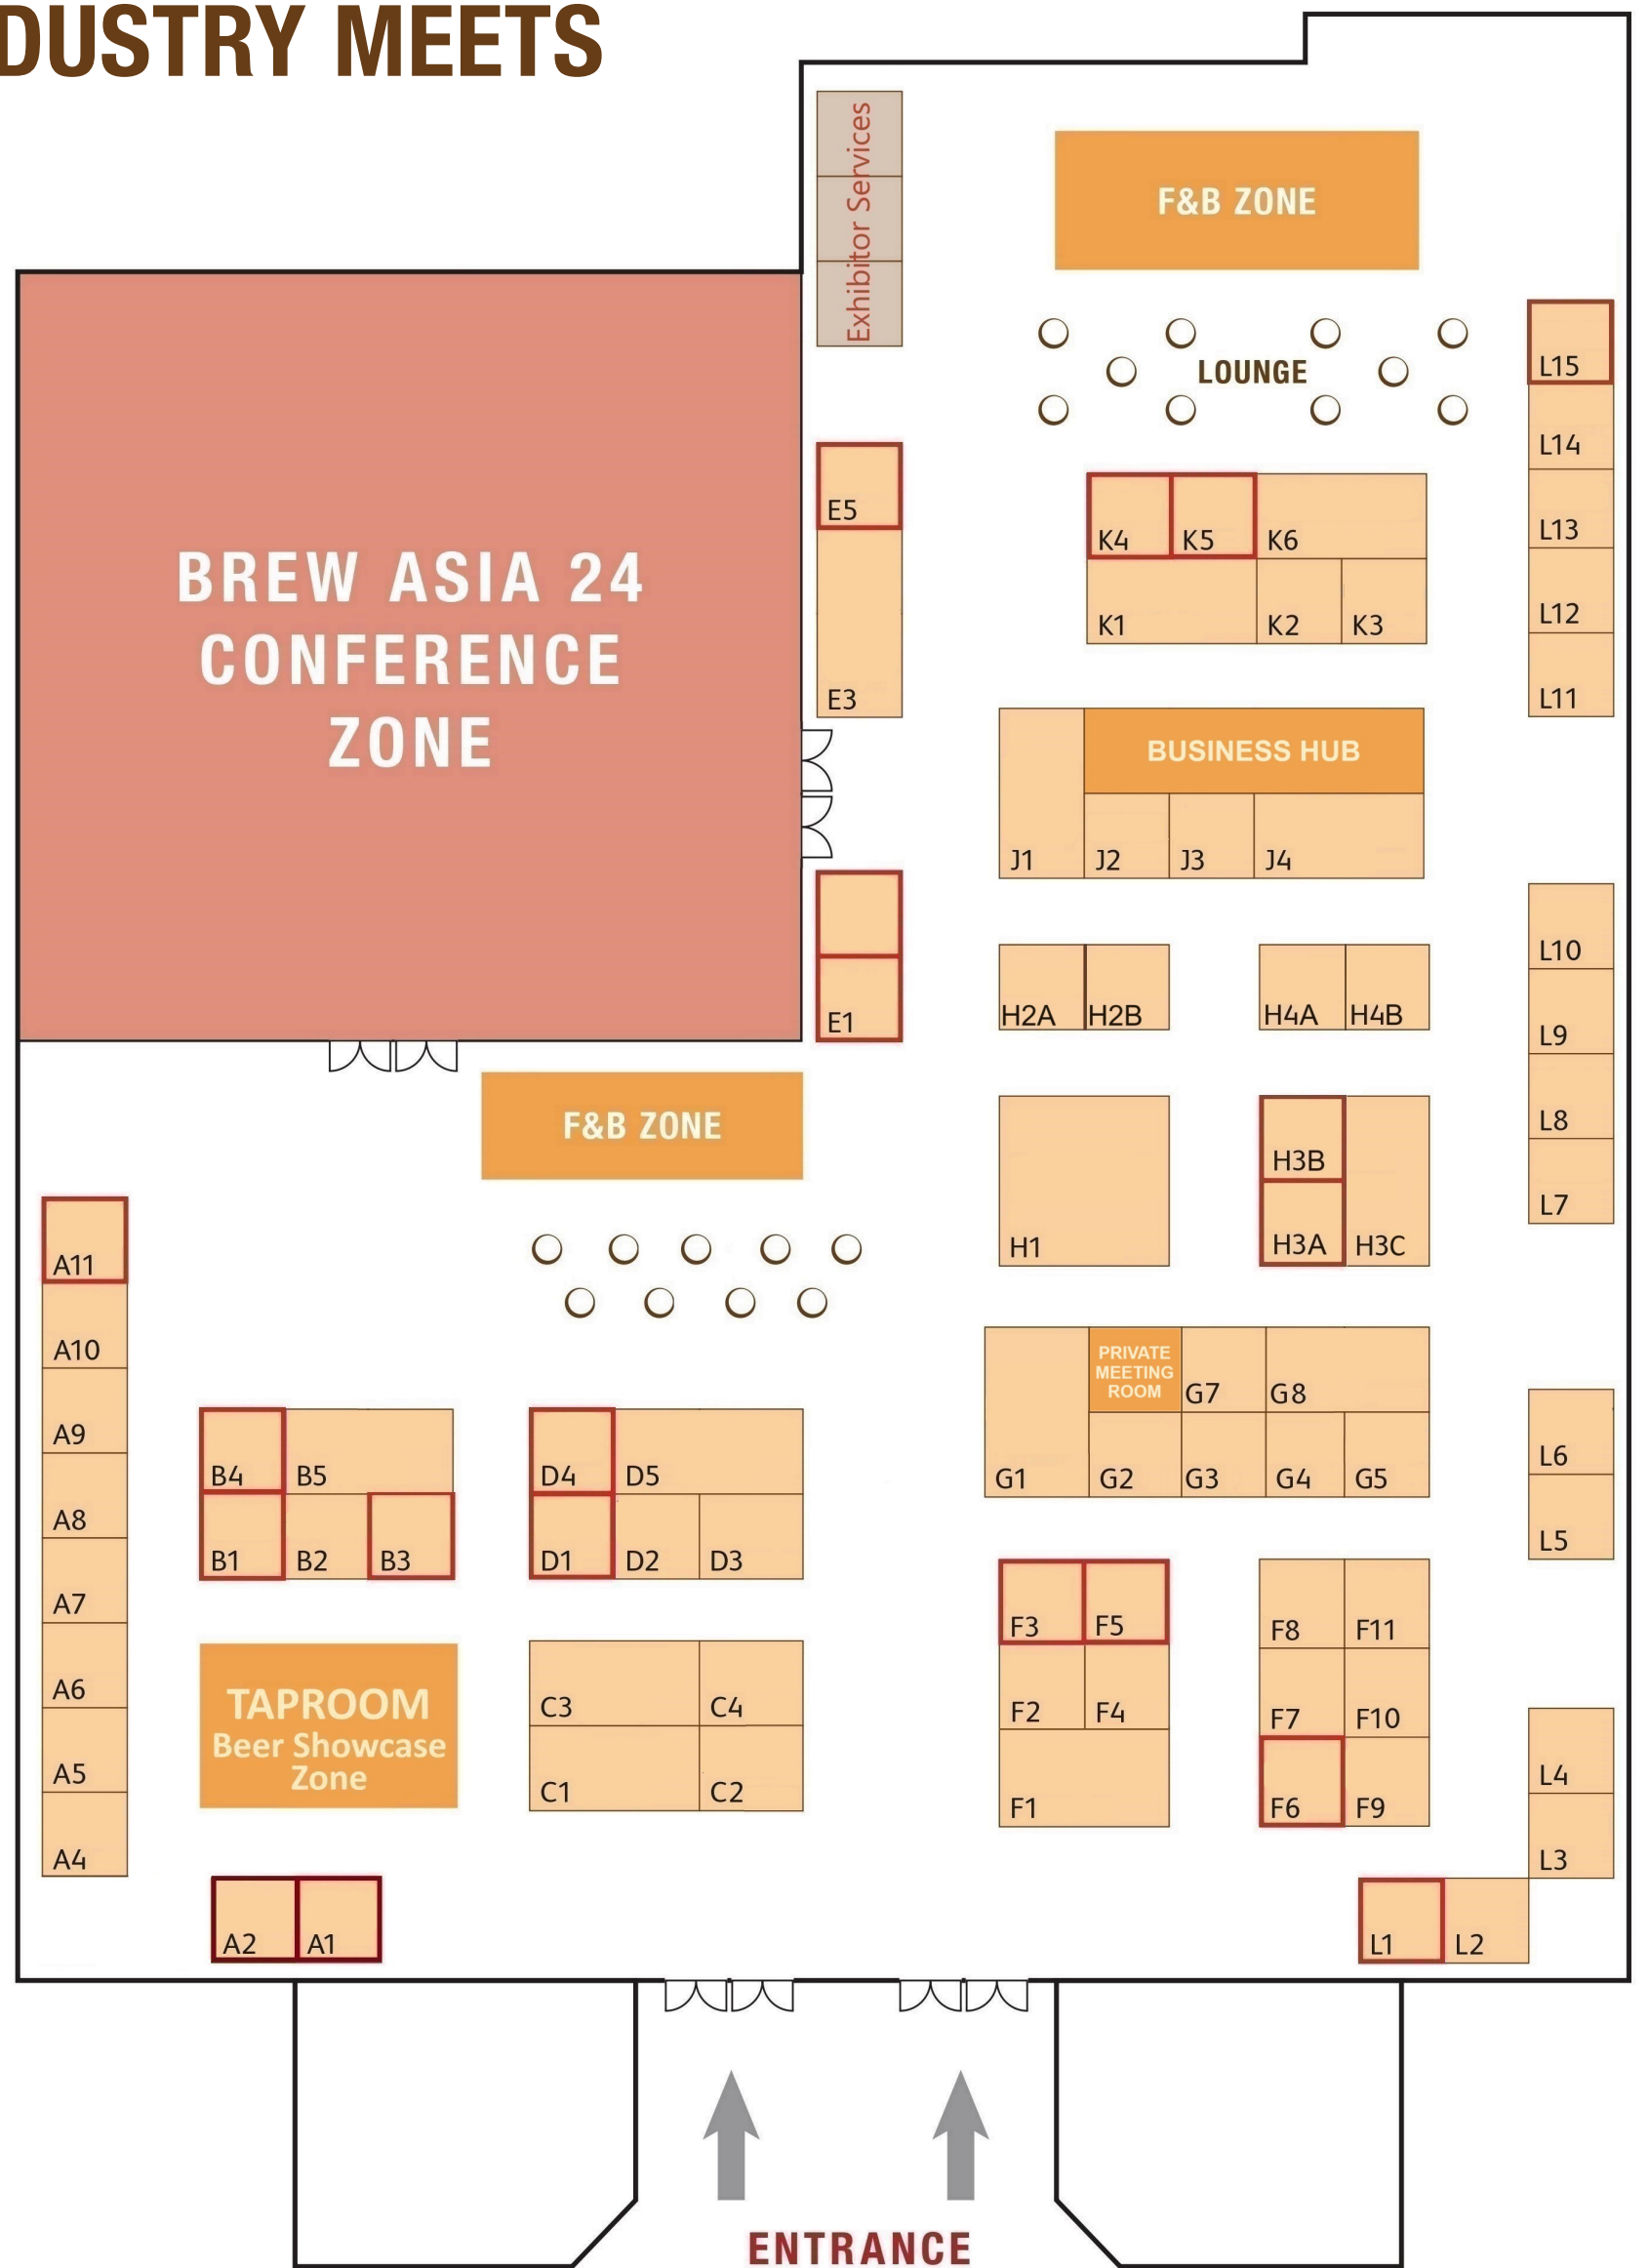 DUSTRY MEETS
Exhibitor Services
F&B ZONE
LOUNGE
L15
L14
L13
L12
L11
E5
E3
K4 K5 K6
K1 K2 K3
BREW ASIA 24
CONFERENCE
ZONE
BUSINESS HUB
J1 J2 J3 J4
E1
H2A H2B H4A H4B
L10
L9
L8
L7
F&B ZONE
H3B
H1 H3A H3C
A11
A10
A9
A8
A7
A6
A5
A4
PRIVATE
MEETING
ROOM
G7 G8
G1 G2 G3 G4 G5
L6
L5
B4 B5
B1 B2 B3
D4 D5
D1 D2 D3
F3 F5
F2 F4
F1
F8 F11
F7 F10
F6 F9
TAPROOM
Beer Showcase
Zone
C3 C4
C1 C2
L4
L3
A2 A1
L1 L2
ENTRANCE